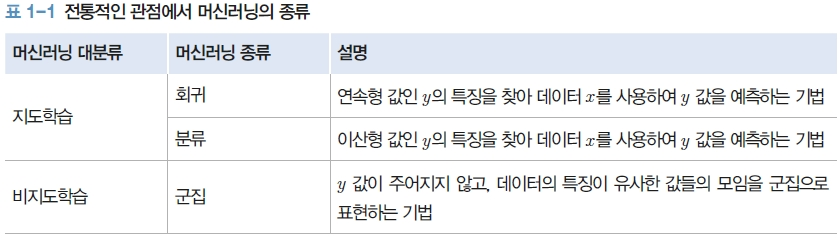 표 1-1 전통적인 관점에서 머신러닝의 종류
머신러닝 대분류 머신러닝 종류 설명
지도학습
회귀 연속형 값인 y의 특징을 찾아 데이터 x를 사용하여 y 값을 예측하는 기법
분류 이산형 값인 y의 특징을 찾아 데이터 x를 사용하여 y 값을 예측하는 기법
비지도학습 군집 y 값이 주어지지 않고, 데이터의 특징이 유사한 값들의 모임을 군집으로
표현하는 기법